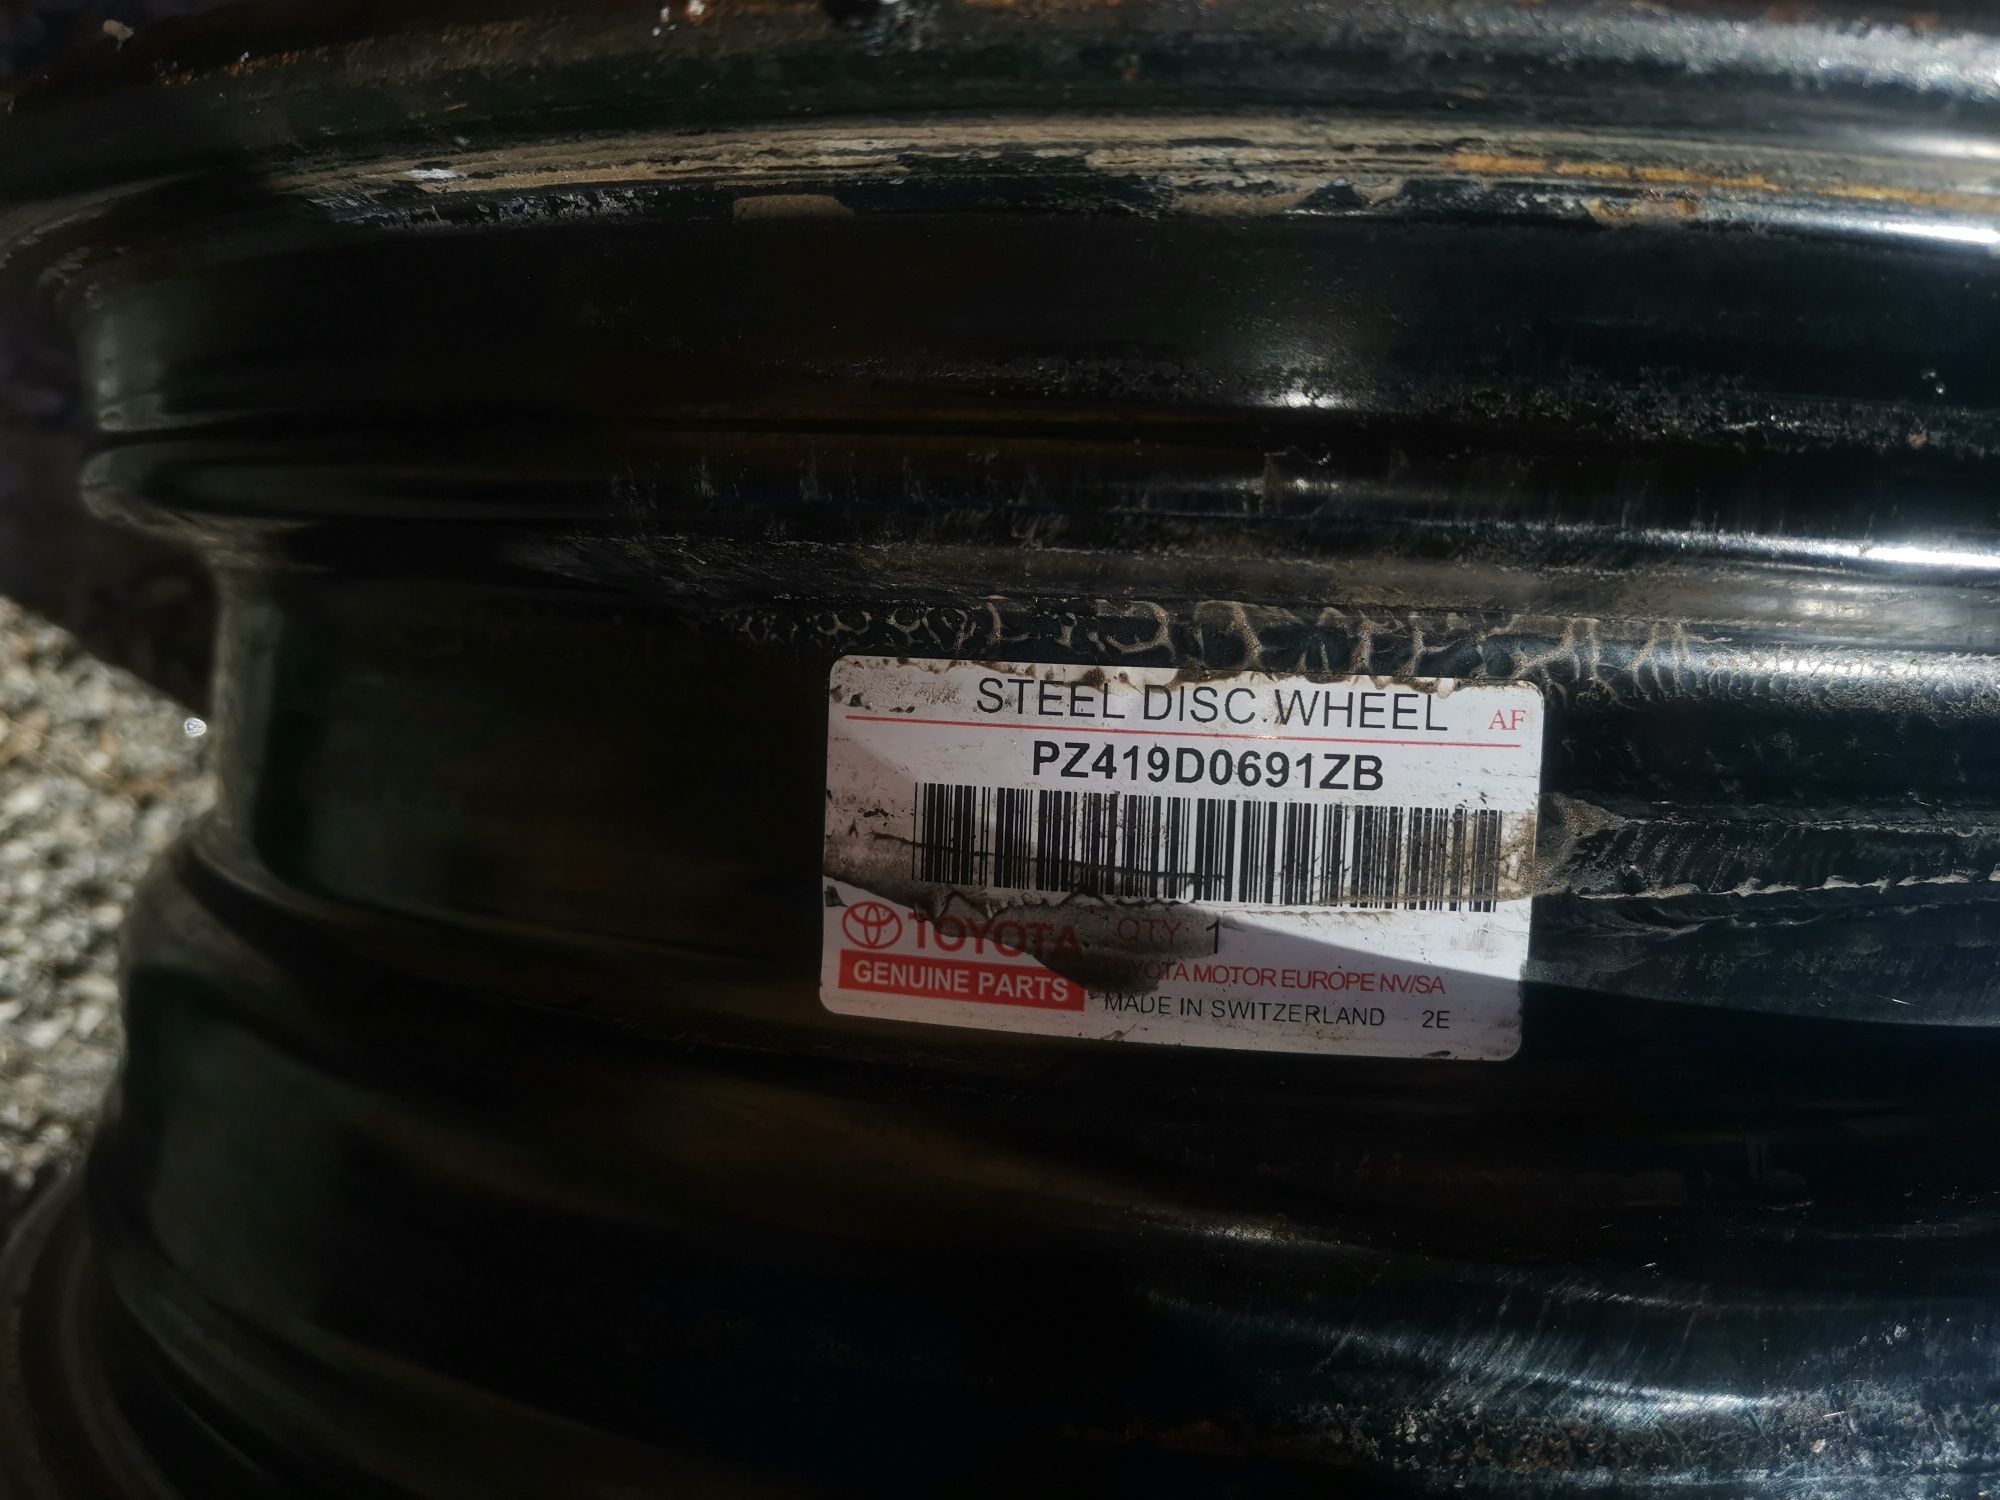 STEEL DISC.WHEEL AF
PZ419D0691ZB
TOYOTA QTY 1
GENUINE PARTS TOYOTA MOTOR EUROPE NV/SA
MADE IN SWITZERLAND 2E